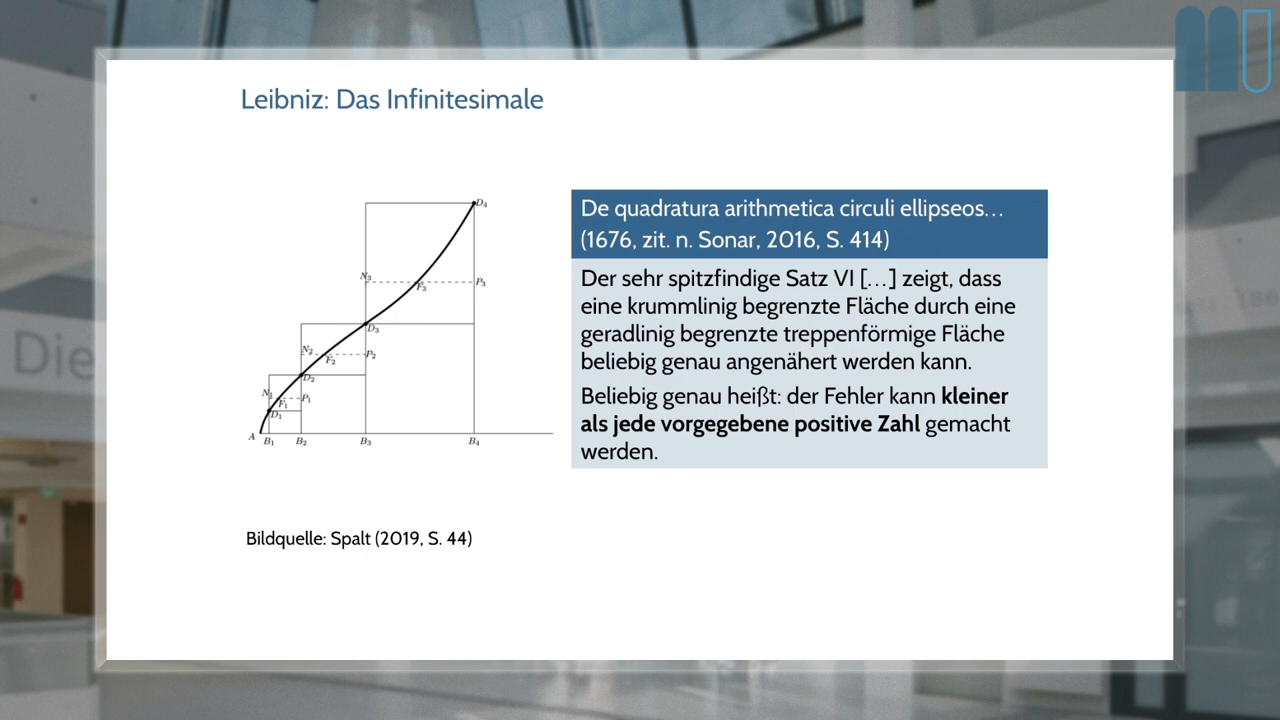 Leibniz: Das Infinitesimale
D₄
N₃
F₃
P₃
D₃
N₂
F₂
P₂
D₂
N₁
F₁
P₁
D₁
A
B₁
B₂
B₃
B₄
De quadratura arithmetica circuli ellipseos…
(1676, zit. n. Sonar, 2016, S. 414)
Der sehr spitzfindige Satz VI […] zeigt, dass
eine krummlinig begrenzte Fläche durch eine
geradlinig begrenzte treppenförmige Fläche
beliebig genau angenähert werden kann.
Beliebig genau heißt: der Fehler kann kleiner
als jede vorgegebene positive Zahl gemacht
werden.
Bildquelle: Spalt (2019, S. 44)
Die